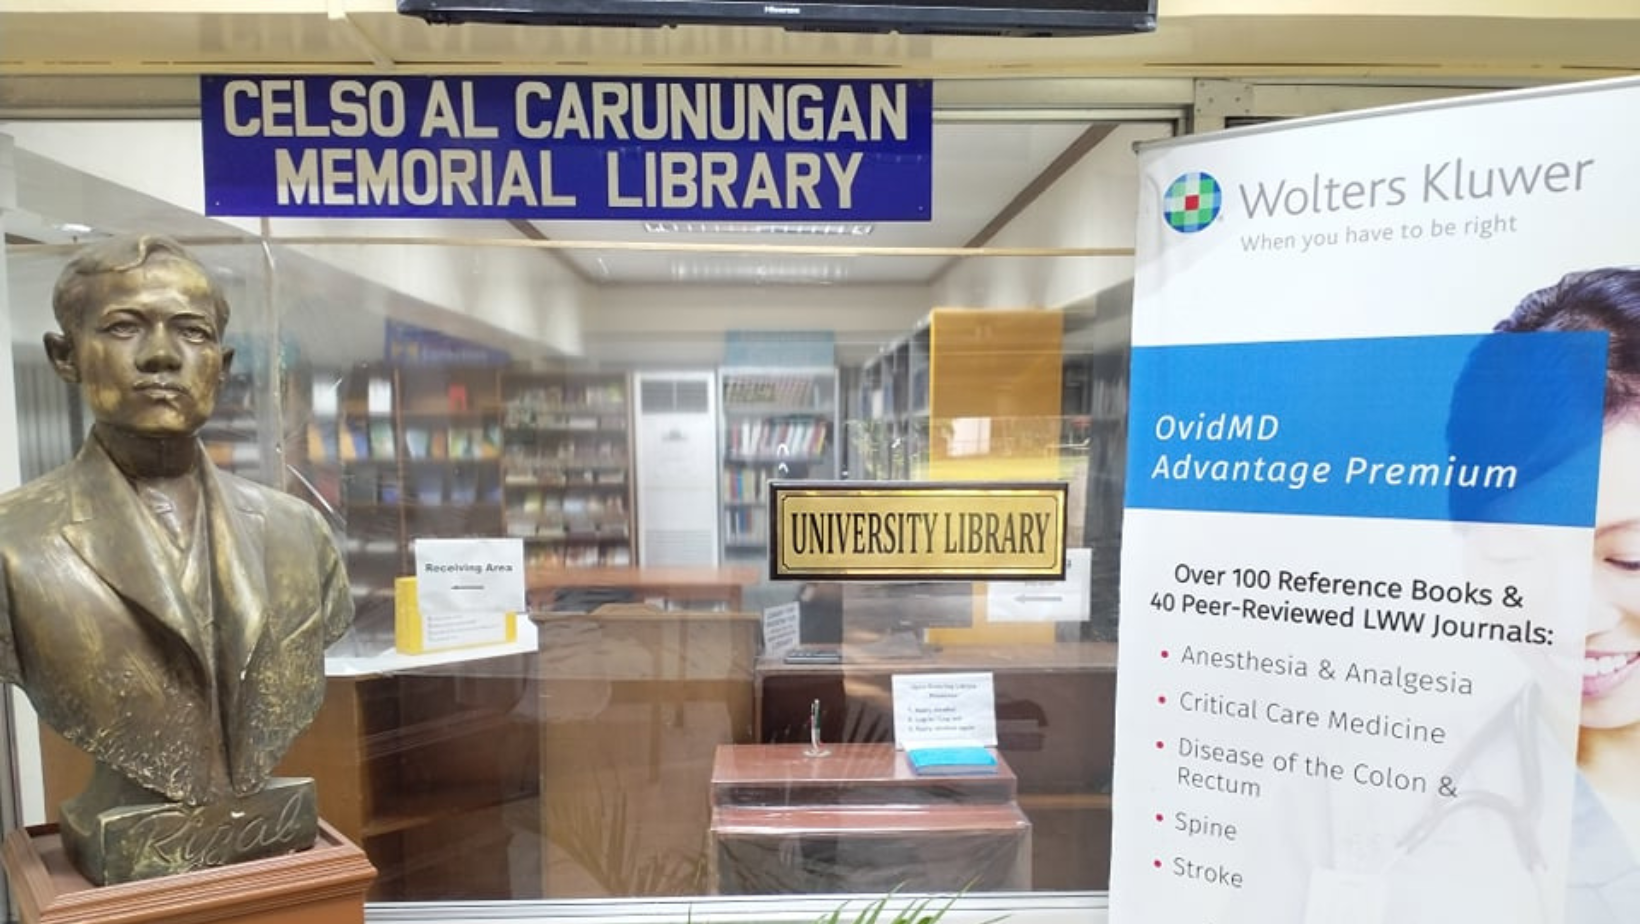 Hisense
CELSO AL CARUNUNGAN
MEMORIAL LIBRARY
Wolters Kluwer
When you have to be right
OvidMD
Advantage Premium
UNIVERSITY LIBRARY
Receiving Area
Over 100 Reference Books &
40 Peer-Reviewed LWW Journals:
• Anesthesia & Analgesia
• Critical Care Medicine
• Disease of the Colon &
Rectum
• Spine
• Stroke
Rizal